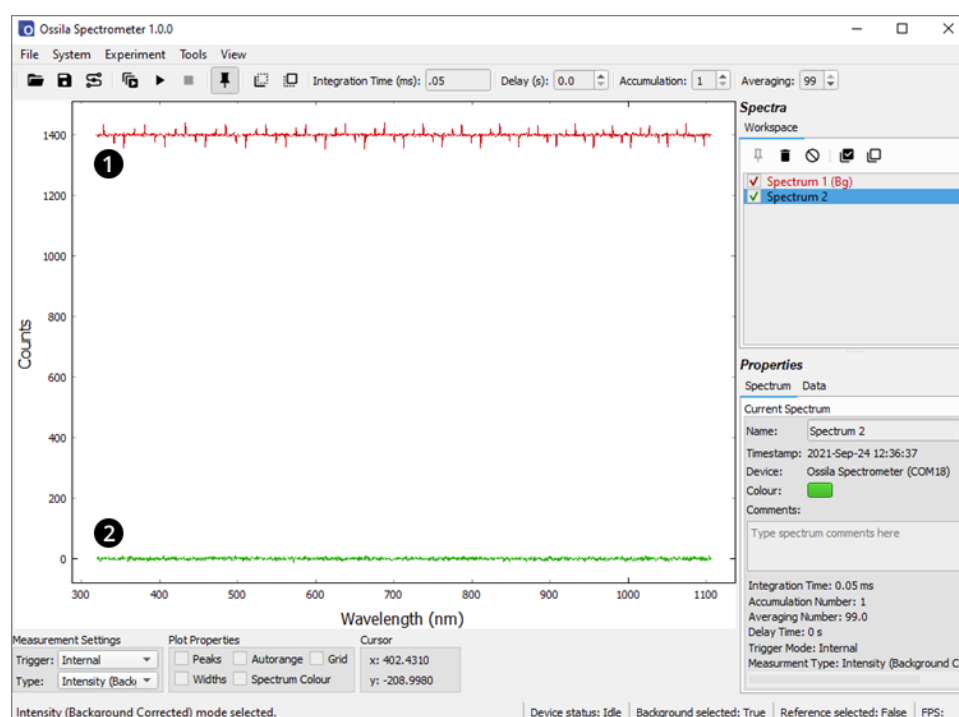 Ossila Spectrometer 1.0.0
File System Experiment Tools View
Integration Time (ms): .05 Delay (s): 0.0 Accumulation: 1 Averaging: 99
Spectra
Workspace
Spectrum 1 (Bg)
Spectrum 2
1400
1200
1000
800
600
400
200
0
1
2
Counts
300 400 500 600 700 800 900 1000 1100
Wavelength (nm)
Properties
Spectrum Data
Current Spectrum
Name: Spectrum 2
Timestamp: 2021-Sep-24 12:36:37
Device: Ossila Spectrometer (COM18)
Colour:
Comments:
Type spectrum comments here
Integration Time: 0.05 ms
Accumulation Number: 1
Averaging Number: 99.0
Delay Time: 0 s
Trigger Mode: Internal
Measurment Type: Intensity (Background C
Measurement Settings
Trigger: Internal
Type: Intensity (Back
Plot Properties
Peaks Autorange Grid
Widths Spectrum Colour
Cursor
x: 402.4310
y: -208.9980
Intensity (Background Corrected) mode selected.
Device status: Idle Background selected: True Reference selected: False FPS: